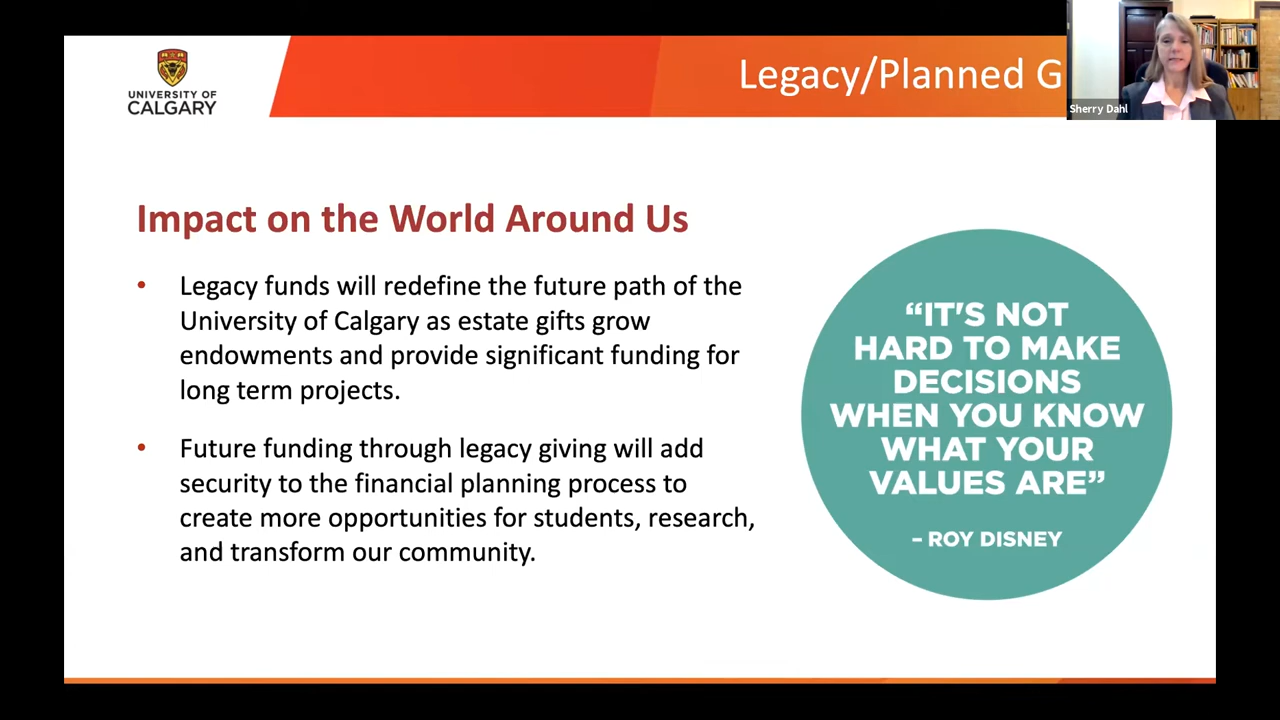 UNIVERSITY OF
CALGARY
Legacy/Planned G
Sherry Dahl
Impact on the World Around Us
• Legacy funds will redefine the future path of the
University of Calgary as estate gifts grow
endowments and provide significant funding for
long term projects.
• Future funding through legacy giving will add
security to the financial planning process to
create more opportunities for students, research,
and transform our community.
“IT'S NOT
HARD TO MAKE
DECISIONS
WHEN YOU KNOW
WHAT YOUR
VALUES ARE”
– ROY DISNEY